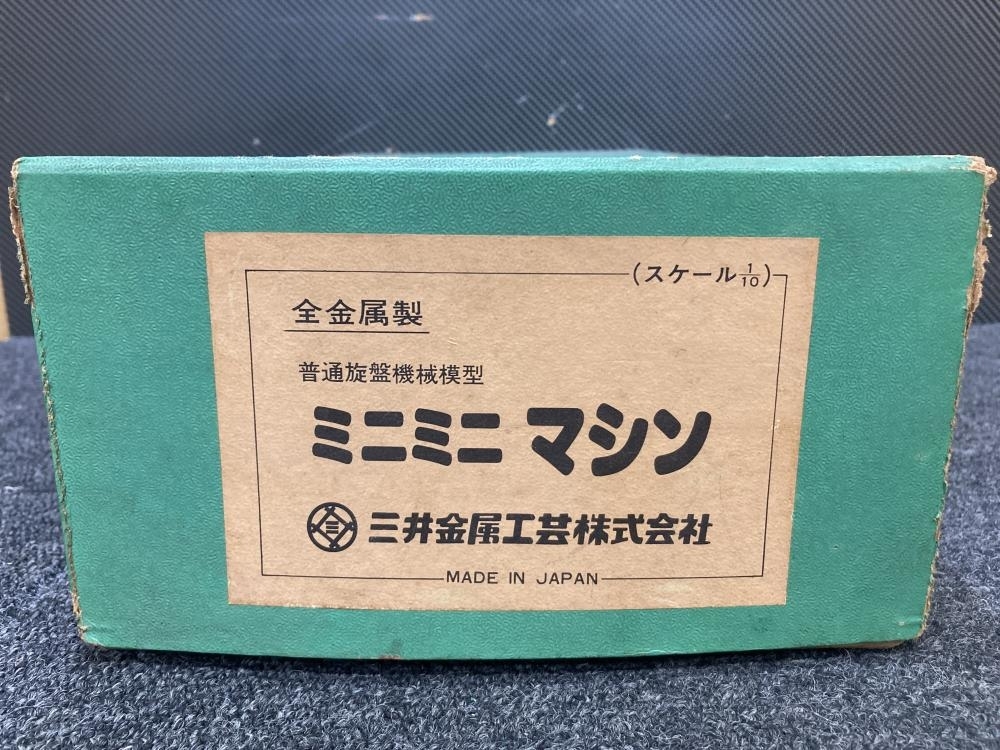 (スケール1/10)
全金属製
普通旋盤機械模型
ミニミニ マシン
三井金属工芸株式会社
MADE IN JAPAN